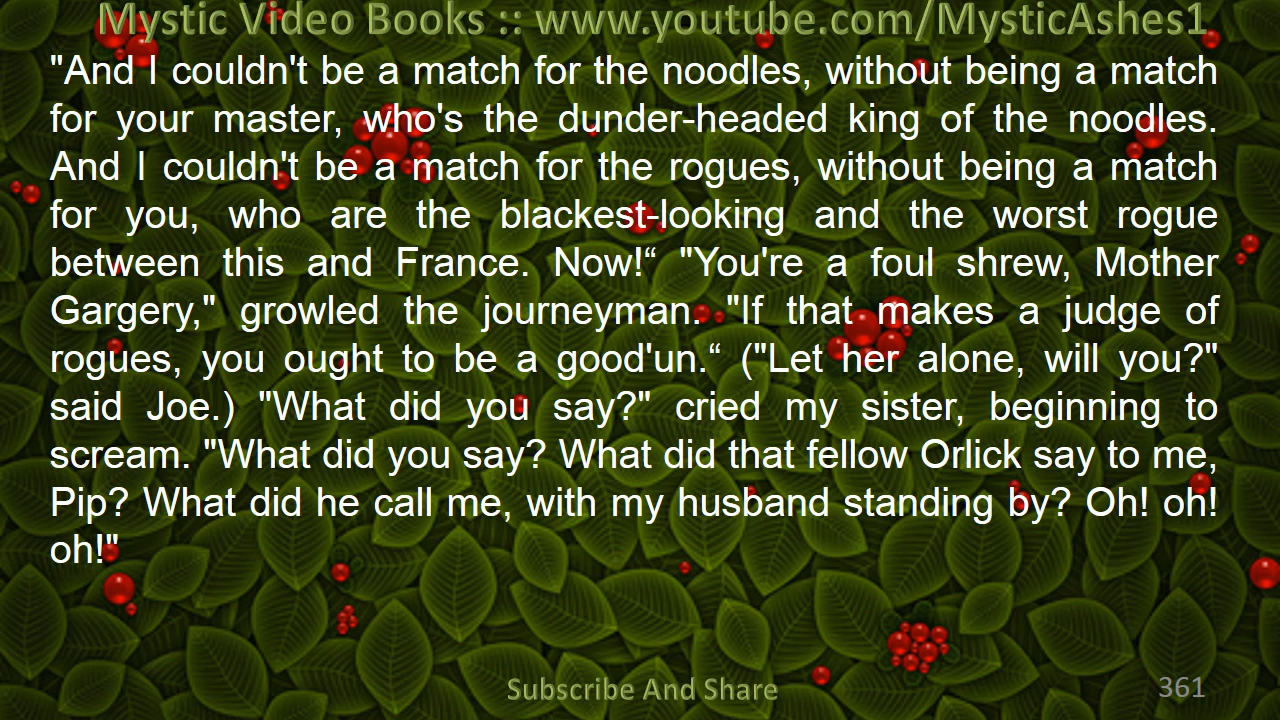 Mystic Video Books :: www.youtube.com/MysticAshes1
"And I couldn't be a match for the noodles, without being a match
for your master, who's the dunder-headed king of the noodles.
And I couldn't be a match for the rogues, without being a match
for you, who are the blackest-looking and the worst rogue
between this and France. Now!“ "You're a foul shrew, Mother
Gargery," growled the journeyman. "If that makes a judge of
rogues, you ought to be a good'un.“ ("Let her alone, will you?"
said Joe.) "What did you say?" cried my sister, beginning to
scream. "What did you say? What did that fellow Orlick say to me,
Pip? What did he call me, with my husband standing by? Oh! oh!
oh!"
Subscribe And Share
361